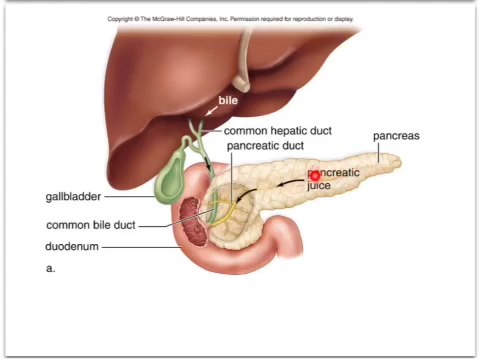 Copyright © The McGraw-Hill Companies, Inc. Permission required for reproduction or display.
bile
common hepatic duct
pancreatic duct
pancreas
pancreatic
juice
gallbladder
common bile duct
duodenum
a.